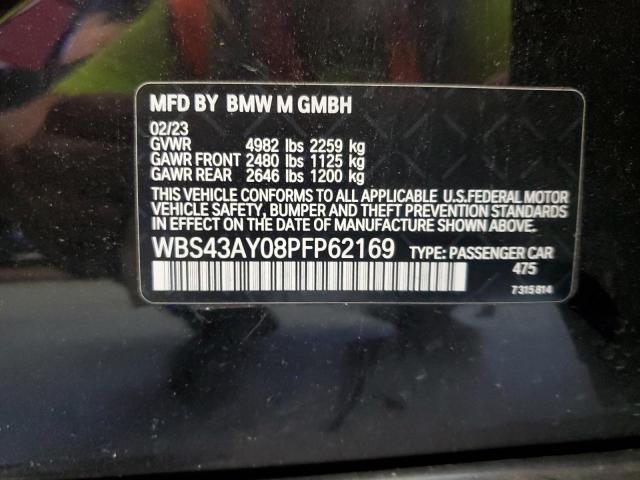 MFD BY BMW M GMBH
02/23
GVWR 4982 lbs 2259 kg
GAWR FRONT 2480 lbs 1125 kg
GAWR REAR 2646 lbs 1200 kg
THIS VEHICLE CONFORMS TO ALL APPLICABLE U.S.FEDERAL MOTOR
VEHICLE SAFETY, BUMPER AND THEFT PREVENTION STANDARDS
IN EFFECT ON THE DATE OF MANUFACTURE SHOWN ABOVE.
WBS43AY08PFP62169 TYPE: PASSENGER CAR
475
7315814